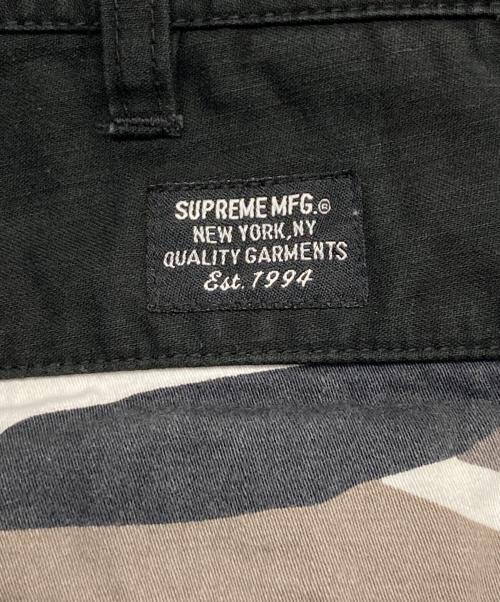 SUPREME MFG.®
NEW YORK,NY
QUALITY GARMENTS
Est. 1994